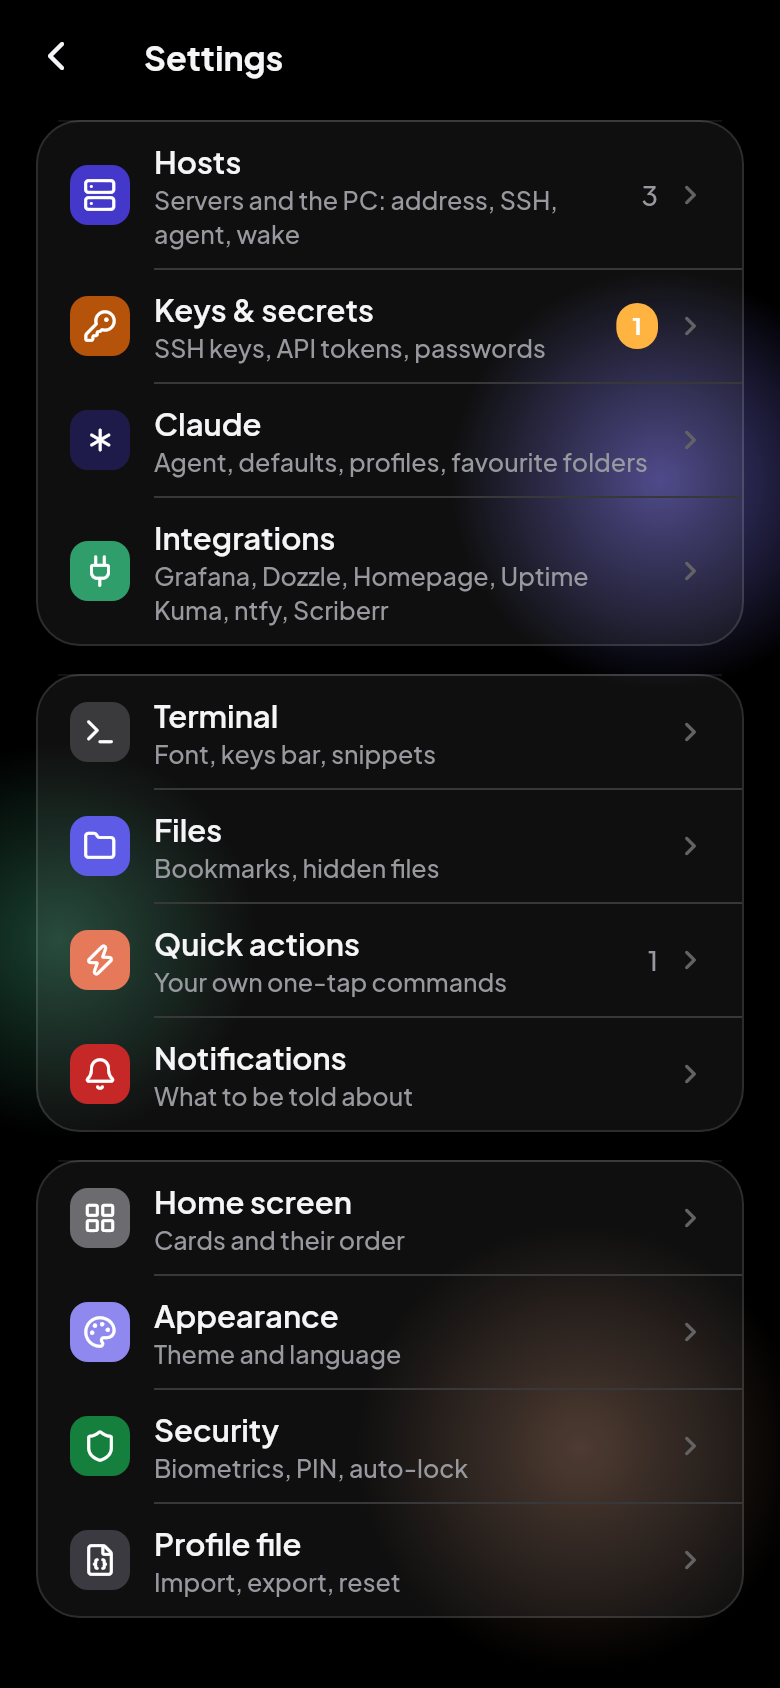 Settings
Hosts
Servers and the PC: address, SSH,
agent, wake
3
Keys & secrets
SSH keys, API tokens, passwords
1
Claude
Agent, defaults, profiles, favourite folders
Integrations
Grafana, Dozzle, Homepage, Uptime
Kuma, ntfy, Scriberr
Terminal
Font, keys bar, snippets
Files
Bookmarks, hidden files
Quick actions
Your own one-tap commands
1
Notifications
What to be told about
Home screen
Cards and their order
Appearance
Theme and language
Security
Biometrics, PIN, auto-lock
Profile file
Import, export, reset